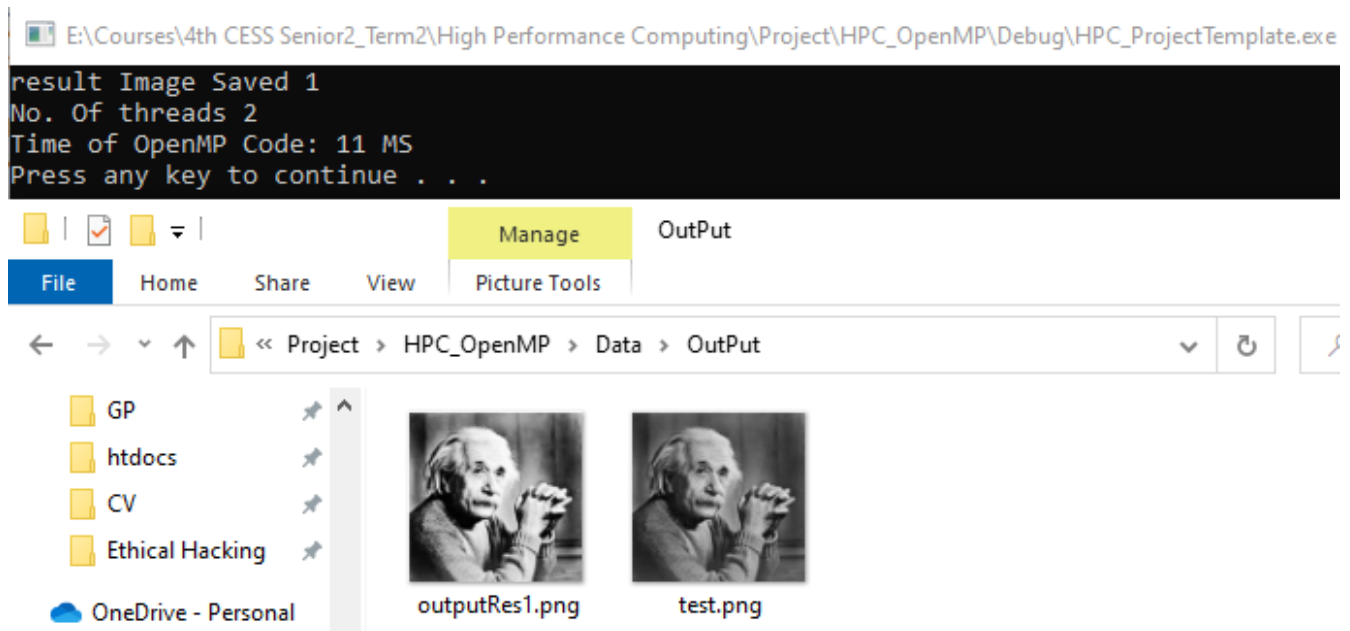 E:\Courses\4th CESS Senior2_Term2\High Performance Computing\Project\HPC_OpenMP\Debug\HPC_ProjectTemplate.exe
result Image Saved 1
No. Of threads 2
Time of OpenMP Code: 11 MS
Press any key to continue . . .
Manage OutPut
File Home Share View Picture Tools
« Project > HPC_OpenMP > Data > OutPut
GP
htdocs
CV
Ethical Hacking
OneDrive - Personal
outputRes1.png test.png